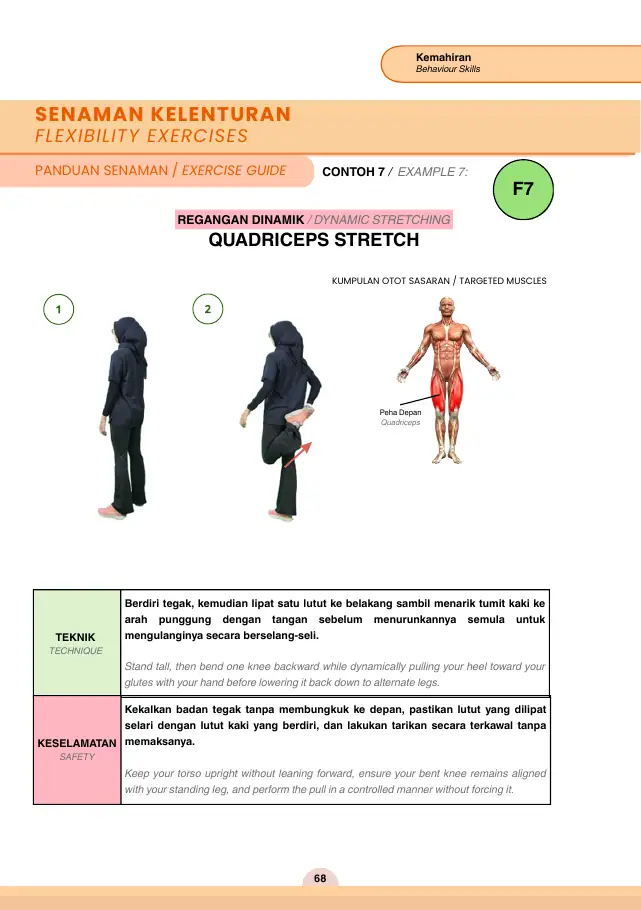 Kemahiran
Behaviour Skills
SENAMAN KELENTURAN
FLEXIBILITY EXERCISES
PANDUAN SENAMAN / EXERCISE GUIDE
CONTOH 7 / EXAMPLE 7:
F7
REGANGAN DINAMIK / DYNAMIC STRETCHING
QUADRICEPS STRETCH
KUMPULAN OTOT SASARAN / TARGETED MUSCLES
1
2
Peha Depan
Quadriceps
TEKNIK
TECHNIQUE
Berdiri tegak, kemudian lipat satu lutut ke belakang sambil menarik tumit kaki ke
arah punggung dengan tangan sebelum menurunkannya semula untuk
mengulanginya secara berselang-seli.
Stand tall, then bend one knee backward while dynamically pulling your heel toward your
glutes with your hand before lowering it back down to alternate legs.
KESELAMATAN
SAFETY
Kekalkan badan tegak tanpa membungkuk ke depan, pastikan lutut yang dilipat
selari dengan lutut kaki yang berdiri, dan lakukan tarikan secara terkawal tanpa
memaksanya.
Keep your torso upright without leaning forward, ensure your bent knee remains aligned
with your standing leg, and perform the pull in a controlled manner without forcing it.
68